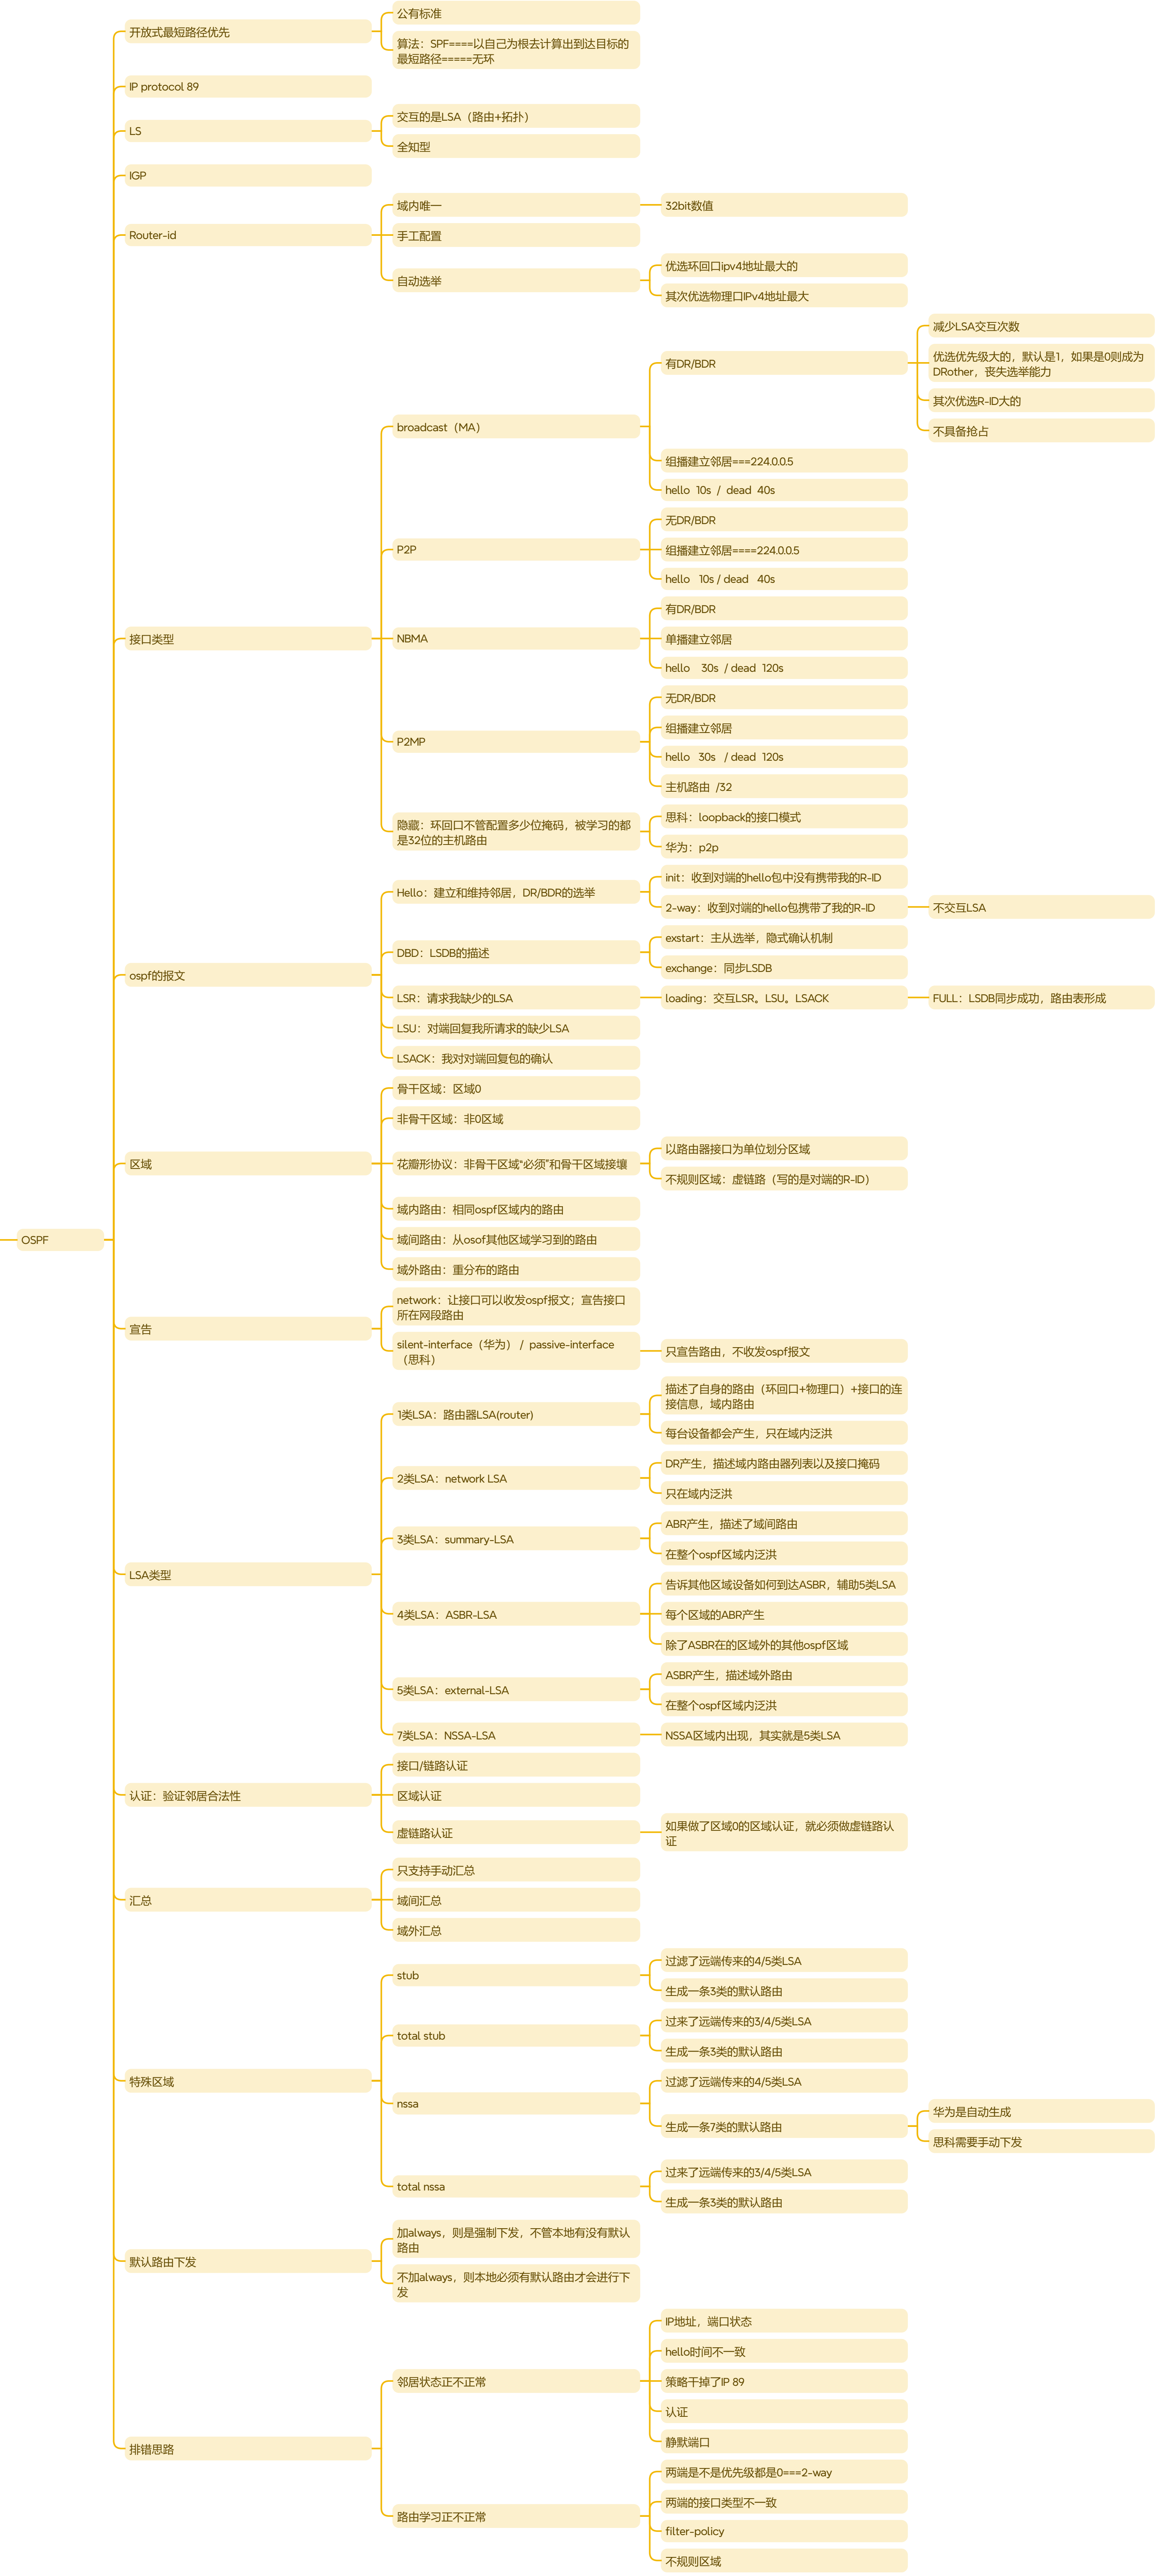 OSPF
开放式最短路径优先
公有标准
算法：SPF====以自己为根去计算出到达目标的
最短路径=====无环
IP protocol 89
LS
交互的是LSA（路由+拓扑）
全知型
IGP
Router-id
域内唯一
32bit数值
手工配置
自动选举
优选环回口ipv4地址最大的
其次优选物理口IPv4地址最大
接口类型
broadcast（MA）
有DR/BDR
减少LSA交互次数
优选优先级大的，默认是1，如果是0则成为
DRother，丧失选举能力
其次优选R-ID大的
不具备抢占
组播建立邻居===224.0.0.5
hello  10s  /  dead  40s
P2P
无DR/BDR
组播建立邻居====224.0.0.5
hello   10s / dead   40s
NBMA
有DR/BDR
单播建立邻居
hello    30s  / dead  120s
P2MP
无DR/BDR
组播建立邻居
hello   30s   / dead  120s
主机路由  /32
隐藏：环回口不管配置多少位掩码，被学习的都
是32位的主机路由
思科：loopback的接口模式
华为：p2p
ospf的报文
Hello：建立和维持邻居，DR/BDR的选举
init：收到对端的hello包中没有携带我的R-ID
2-way：收到对端的hello包携带了我的R-ID
不交互LSA
DBD：LSDB的描述
exstart：主从选举，隐式确认机制
exchange：同步LSDB
LSR：请求我缺少的LSA
loading：交互LSR。LSU。LSACK
FULL：LSDB同步成功，路由表形成
LSU：对端回复我所请求的缺少LSA
LSACK：我对对端回复包的确认
区域
骨干区域：区域0
非骨干区域：非0区域
花瓣形协议：非骨干区域“必须”和骨干区域接壤
以路由器接口为单位划分区域
不规则区域：虚链路（写的是对端的R-ID）
域内路由：相同ospf区域内的路由
域间路由：从osof其他区域学习到的路由
域外路由：重分布的路由
宣告
network：让接口可以收发ospf报文；宣告接口
所在网段路由
silent-interface（华为） /  passive-interface
（思科）
只宣告路由，不收发ospf报文
LSA类型
1类LSA：路由器LSA(router)
描述了自身的路由（环回口+物理口）+接口的连
接信息，域内路由
每台设备都会产生，只在域内泛洪
2类LSA：network LSA
DR产生，描述域内路由器列表以及接口掩码
只在域内泛洪
3类LSA：summary-LSA
ABR产生，描述了域间路由
在整个ospf区域内泛洪
4类LSA：ASBR-LSA
告诉其他区域设备如何到达ASBR，辅助5类LSA
每个区域的ABR产生
除了ASBR在的区域外的其他ospf区域
5类LSA：external-LSA
ASBR产生，描述域外路由
在整个ospf区域内泛洪
7类LSA：NSSA-LSA
NSSA区域内出现，其实就是5类LSA
认证：验证邻居合法性
接口/链路认证
区域认证
虚链路认证
如果做了区域0的区域认证，就必须做虚链路认
证
汇总
只支持手动汇总
域间汇总
域外汇总
特殊区域
stub
过滤了远端传来的4/5类LSA
生成一条3类的默认路由
total stub
过来了远端传来的3/4/5类LSA
生成一条3类的默认路由
nssa
过滤了远端传来的4/5类LSA
生成一条7类的默认路由
华为是自动生成
思科需要手动下发
total nssa
过来了远端传来的3/4/5类LSA
生成一条3类的默认路由
默认路由下发
加always，则是强制下发，不管本地有没有默认
路由
不加always，则本地必须有默认路由才会进行下
发
排错思路
邻居状态正不正常
IP地址，端口状态
hello时间不一致
策略干掉了IP 89
认证
静默端口
路由学习正不正常
两端是不是优先级都是0===2-way
两端的接口类型不一致
filter-policy
不规则区域